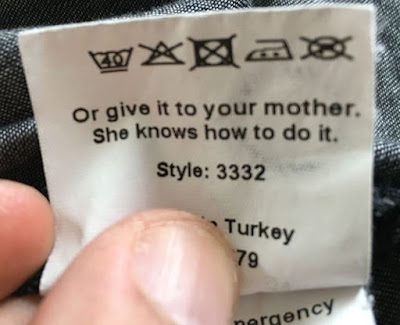 40
Or give it to your mother.
She knows how to do it.
Style: 3332
Turkey
79